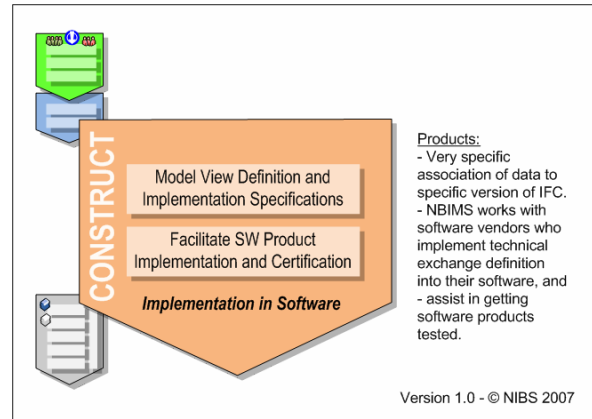 CONSTRUCT
Model View Definition and
Implementation Specifications
Facilitate SW Product
Implementation and Certification
Implementation in Software
Products:
- Very specific
association of data to
specific version of IFC.
- NBIMS works with
software vendors who
implement technical
exchange definition
into their software, and
- assist in getting
software products
tested.
Version 1.0 - © NIBS 2007